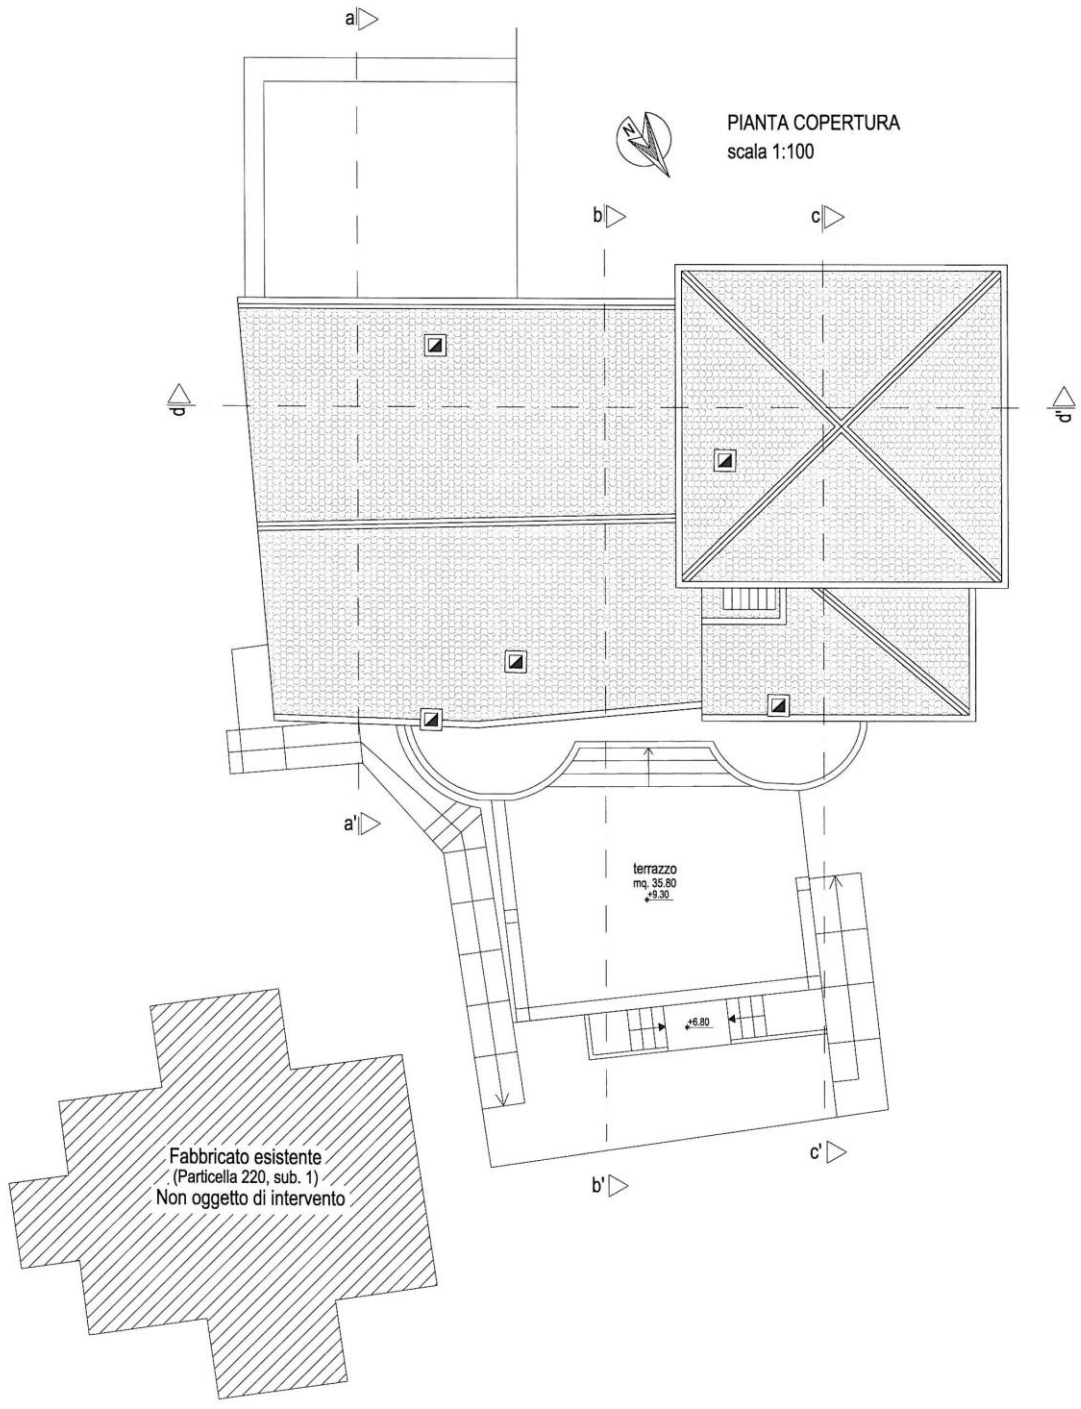 a
N
PIANTA COPERTURA
scala 1:100
b
c
d
d"
a'
terrazzo
mq. 35.80
+9.30
+6.80
Fabbricato esistente
(Particella 220, sub. 1)
Non oggetto di intervento
b'
c'